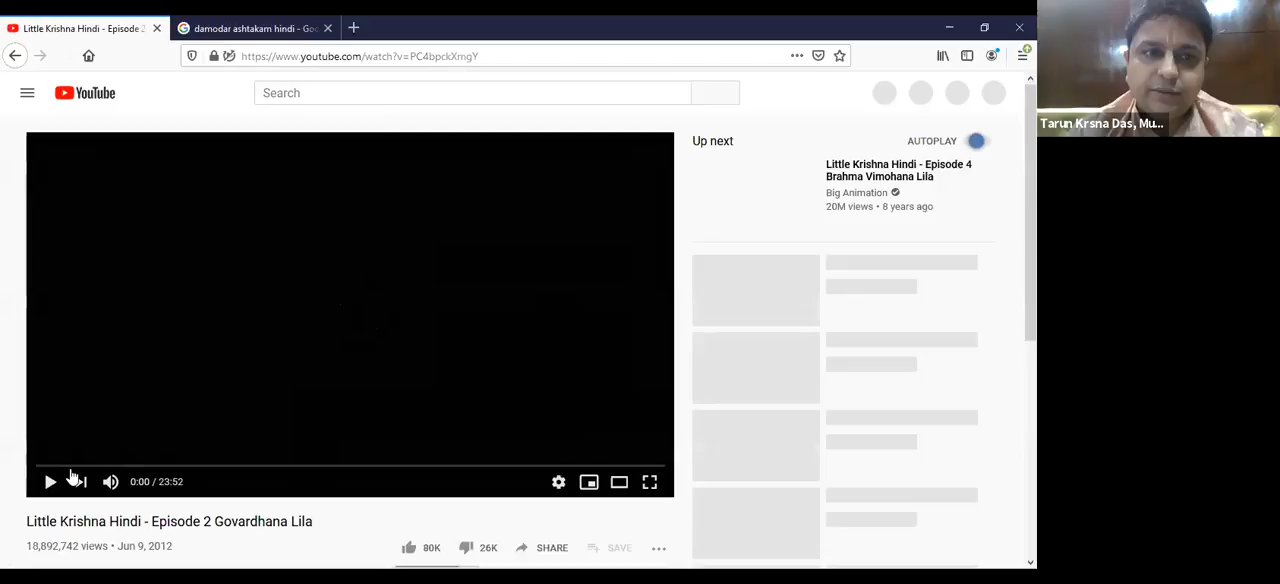 Little Krishna Hindi - Episode 2
damodar ashtakam hindi - Goo
https://www.youtube.com/watch?v=PC4bpckXmgY
YouTube
Search
Tarun Krsna Das, Mu...
Up next
AUTOPLAY
Little Krishna Hindi - Episode 4
Brahma Vimohana Lila
Big Animation
20M views • 8 years ago
0:00 / 23:52
Little Krishna Hindi - Episode 2 Govardhana Lila
18,892,742 views • Jun 9, 2012
80K
26K
SHARE
SAVE